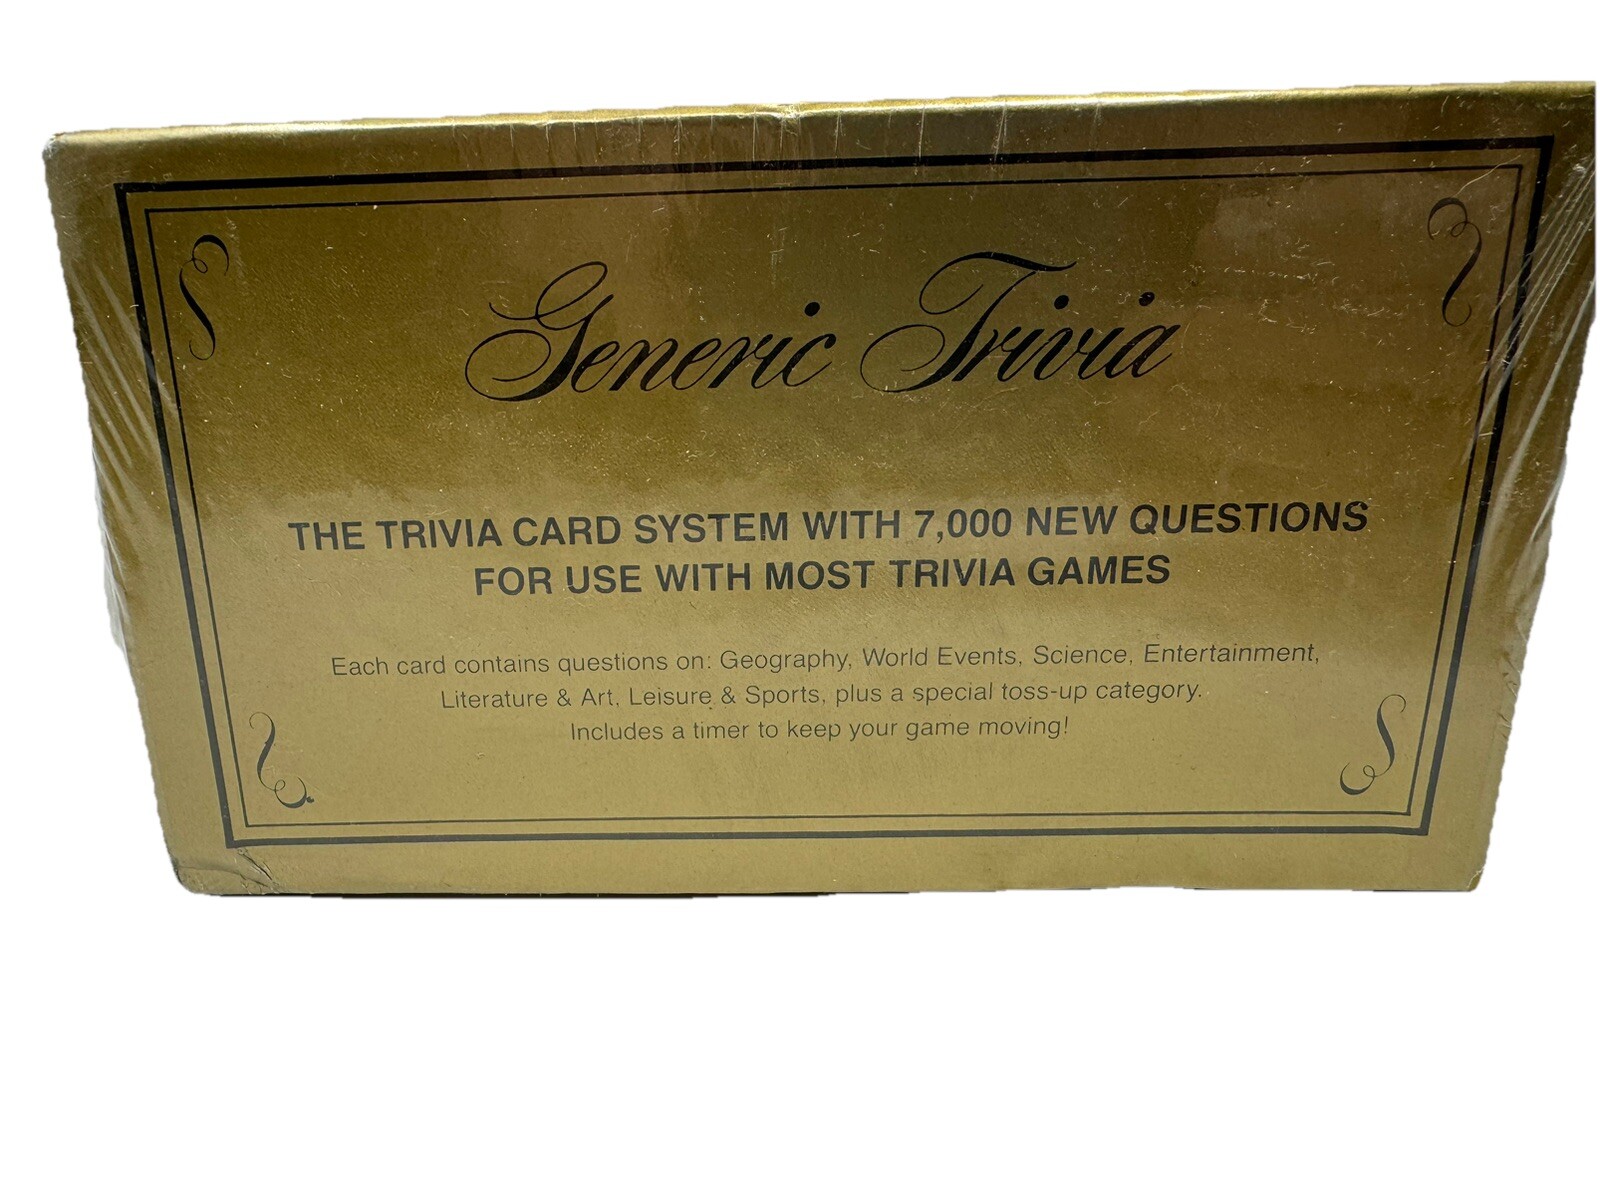 Generic Trivia
THE TRIVIA CARD SYSTEM WITH 7,000 NEW QUESTIONS
FOR USE WITH MOST TRIVIA GAMES
Each card contains questions on: Geography, World Events, Science, Entertainment,
Literature & Art, Leisure & Sports, plus a special toss-up category.
Includes a timer to keep your game moving!